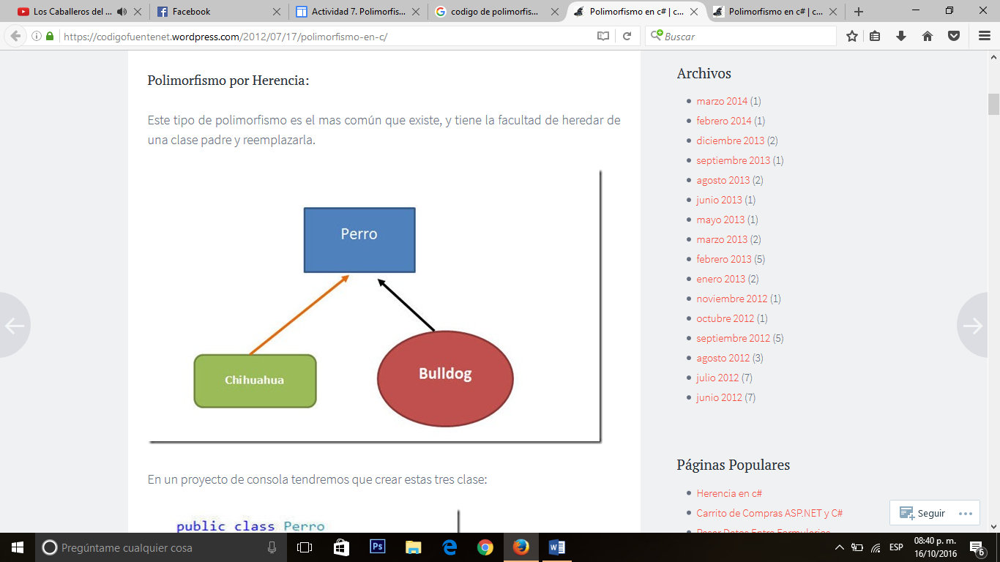 Los Caballeros del ...
Facebook
Actividad 7. Polimorfis...
codigo de polimorfis...
Polimorfismo en c# | c...
Polimorfismo en c# | c...
https://codigofuentenet.wordpress.com/2012/07/17/polimorfismo-en-c/
Buscar
Polimorfismo por Herencia:
Este tipo de polimorfismo es el mas común que existe, y tiene la facultad de heredar de
una clase padre y reemplazarla.
Perro
Chihuahua
Bulldog
En un proyecto de consola tendremos que crear estas tres clase:
public class Perro
Archivos
marzo 2014 (1)
febrero 2014 (1)
diciembre 2013 (2)
septiembre 2013 (1)
agosto 2013 (2)
junio 2013 (1)
mayo 2013 (1)
marzo 2013 (2)
febrero 2013 (5)
enero 2013 (2)
noviembre 2012 (1)
octubre 2012 (1)
septiembre 2012 (5)
agosto 2012 (3)
julio 2012 (7)
junio 2012 (7)
Páginas Populares
Herencia en c#
Carrito de Compras ASP.NET y C#
Pasar Datos Entre Formularios
Seguir
Pregúntame cualquier cosa
Ps
ESP
08:40 p. m.
16/10/2016
6